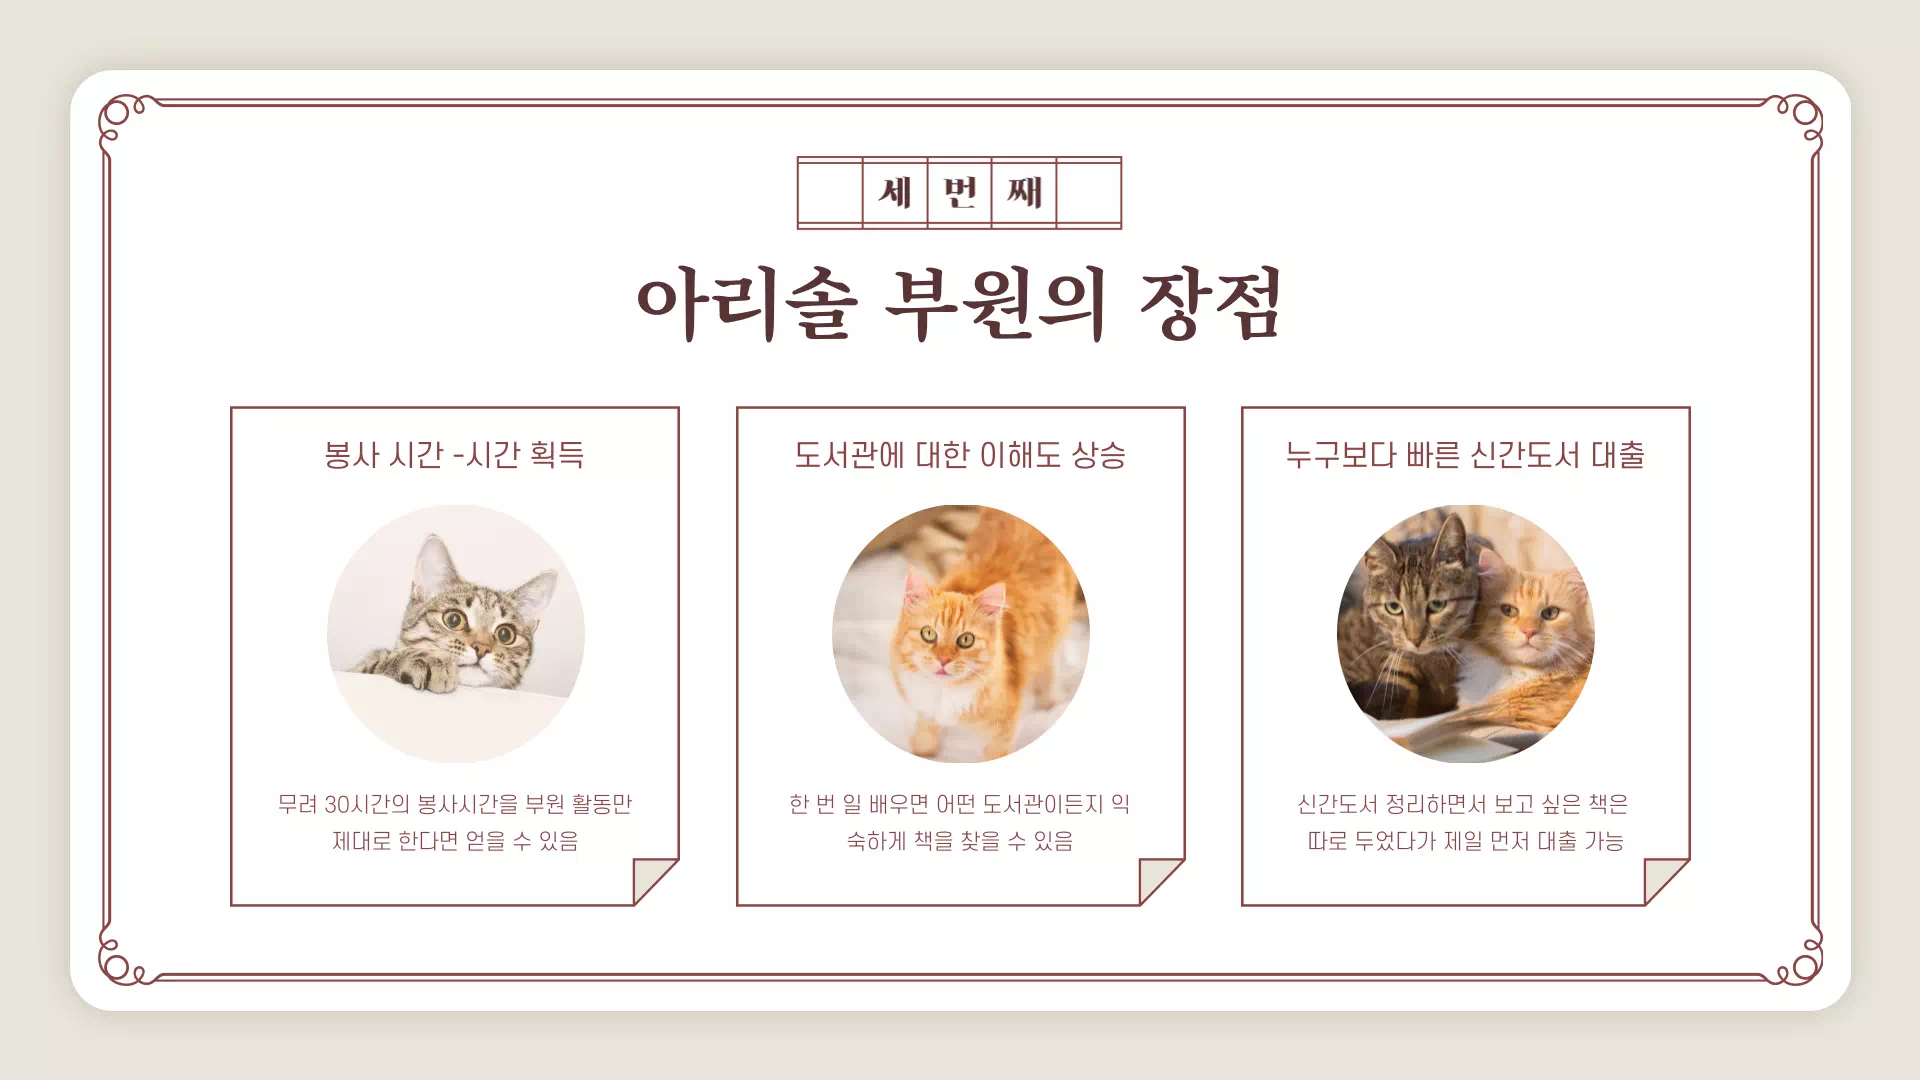 세번째
아리솔 부원의 장점
봉사 시간 -시간 획득
무려 30시간의 봉사시간을 부원 활동만
제대로 한다면 얻을 수 있음
도서관에 대한 이해도 상승
한 번 일 배우면 어떤 도서관이든지 익
숙하게 책을 찾을 수 있음
누구보다 빠른 신간도서 대출
신간도서 정리하면서 보고 싶은 책은
따로 두었다가 제일 먼저 대출 가능